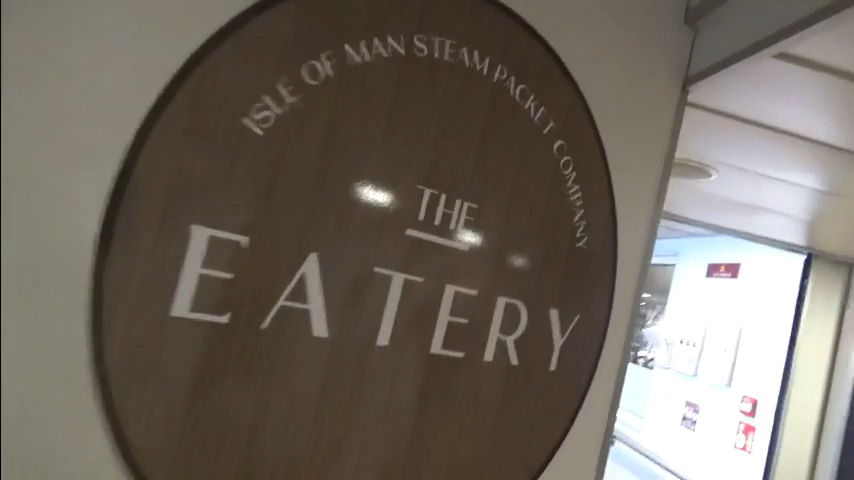 ISLE OF MAN STEAM PACKET COMPANY
THE
EATERY